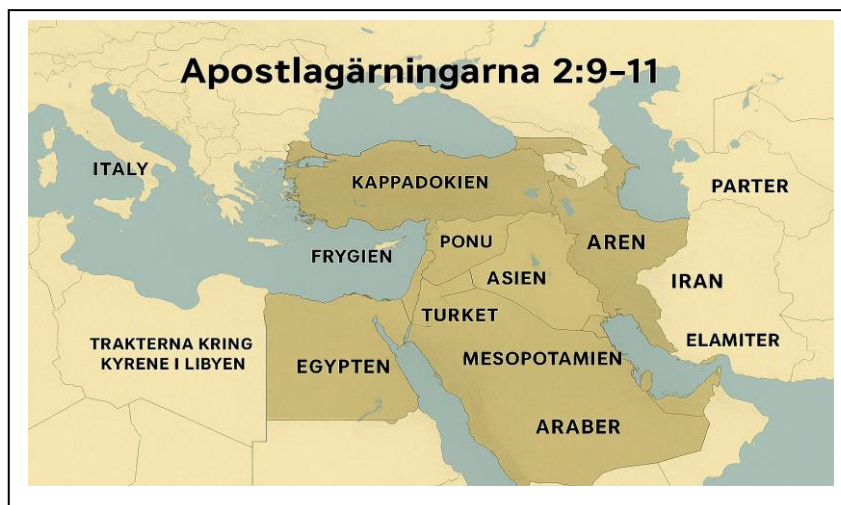 Apostlagärningarna 2:9–11
ITALY
KAPPADOKIEN
PARTER
FRYGIEN
PONU
AREN
ASIEN
IRAN
TURKET
TRAKTERNA KRING
KYRENE I LIBYEN
EGYPTEN
MESOPOTAMIEN
ELAMITER
ARABER